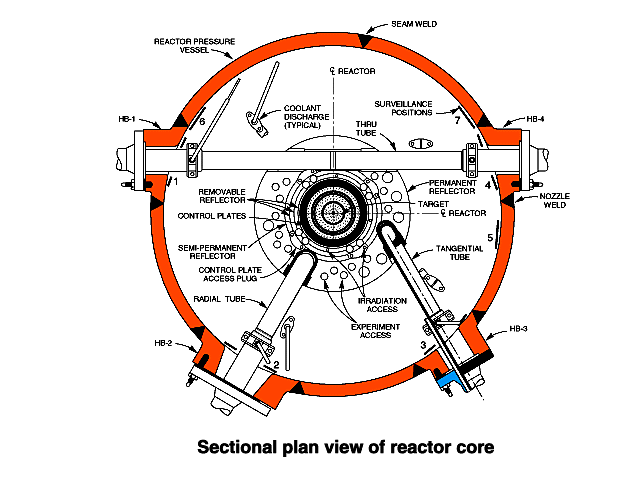 SEAM WELD
REACTOR PRESSURE
VESSEL
℄ REACTOR
COOLANT
DISCHARGE
(TYPICAL)
SURVEILLANCE
POSITIONS
HB-1
6
7
HB-4
THRU
TUBE
1
4
REMOVABLE
REFLECTOR
PERMANENT
REFLECTOR
TARGET
NOZZLE
WELD
CONTROL PLATES
℄ REACTOR
5
SEMI-PERMANENT
REFLECTOR
TANGENTIAL
TUBE
CONTROL PLATE
ACCESS PLUG
RADIAL TUBE
IRRADIATION
ACCESS
EXPERIMENT
ACCESS
HB-3
HB-2
3
2
Sectional plan view of reactor core